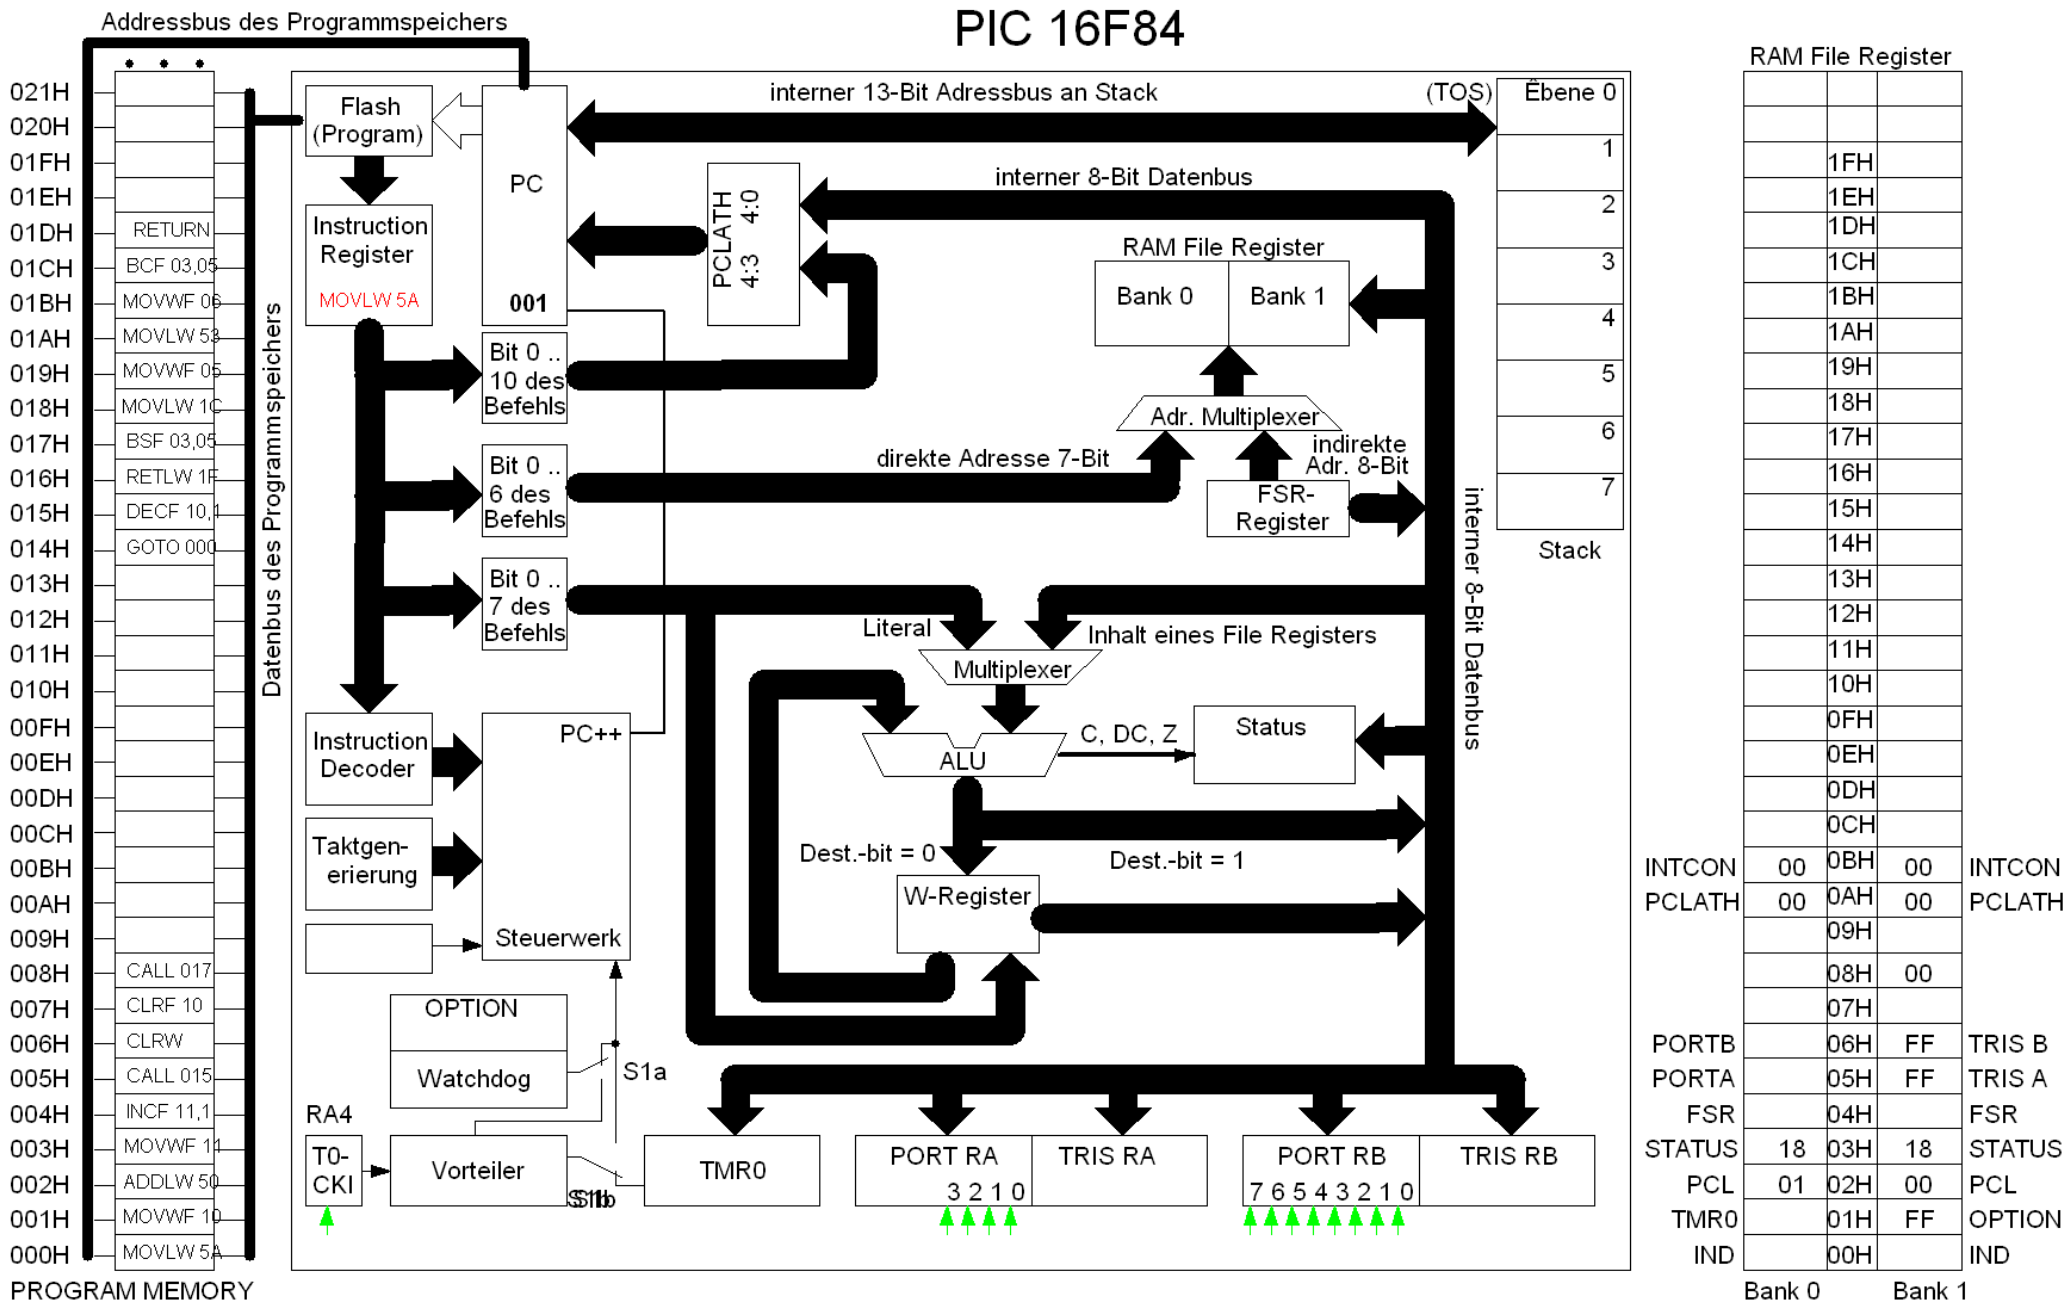 PIC 16F84
Addressbus des Programmspeichers
RAM File Register
021H
020H
01FH
01EH
01DH RETURN
01CH BCF 03,05
01BH MOVWF 06
01AH MOVLW 53
019H MOVWF 05
018H MOVLW 1C
017H BSF 03,05
016H RETLW 1F
015H DECF 10,1
014H GOTO 000
013H
012H
011H
010H
00FH
00EH
00DH
00CH
00BH
00AH
009H
008H CALL 017
007H CLRF 10
006H CLRW
005H CALL 015
004H INCF 11,1
003H MOVWF 11
002H ADDLW 50
001H MOVWF 10
000H MOVLW 5A
PROGRAM MEMORY
Datenbus des Programmspeichers
Flash
(Program)
PC
001
Instruction
Register
MOVLW 5A
interner 13-Bit Adressbus an Stack
(TOS)
Ebene 0
1
2
3
4
5
6
7
Stack
PCLATH
4:3 4:0
interner 8-Bit Datenbus
RAM File Register
Bank 0
Bank 1
Bit 0 ..
10 des
Befehls
Adr. Multiplexer
direkte Adresse 7-Bit
indirekte
Adr. 8-Bit
Bit 0 ..
6 des
Befehls
FSR-
Register
interner 8-Bit Datenbus
Bit 0 ..
7 des
Befehls
Literal
Inhalt eines File Registers
Multiplexer
Instruction
Decoder
PC++
ALU
C, DC, Z
Status
Taktgen-
erierung
Dest.-bit = 0
Dest.-bit = 1
W-Register
Steuerwerk
OPTION
Watchdog
S1a
RA4
T0-
CKI
Vorteiler
S1b
TMR0
PORT RA
3 2 1 0
TRIS RA
PORT RB
7 6 5 4 3 2 1 0
TRIS RB
1FH
1EH
1DH
1CH
1BH
1AH
19H
18H
17H
16H
15H
14H
13H
12H
11H
10H
0FH
0EH
0DH
0CH
INTCON 00 0BH 00 INTCON
PCLATH 00 0AH 00 PCLATH
09H
08H 00
07H
PORTB 06H FF TRIS B
PORTA 05H FF TRIS A
FSR 04H FSR
STATUS 18 03H 18 STATUS
PCL 01 02H 00 PCL
TMR0 01H FF OPTION
IND 00H IND
Bank 0 Bank 1